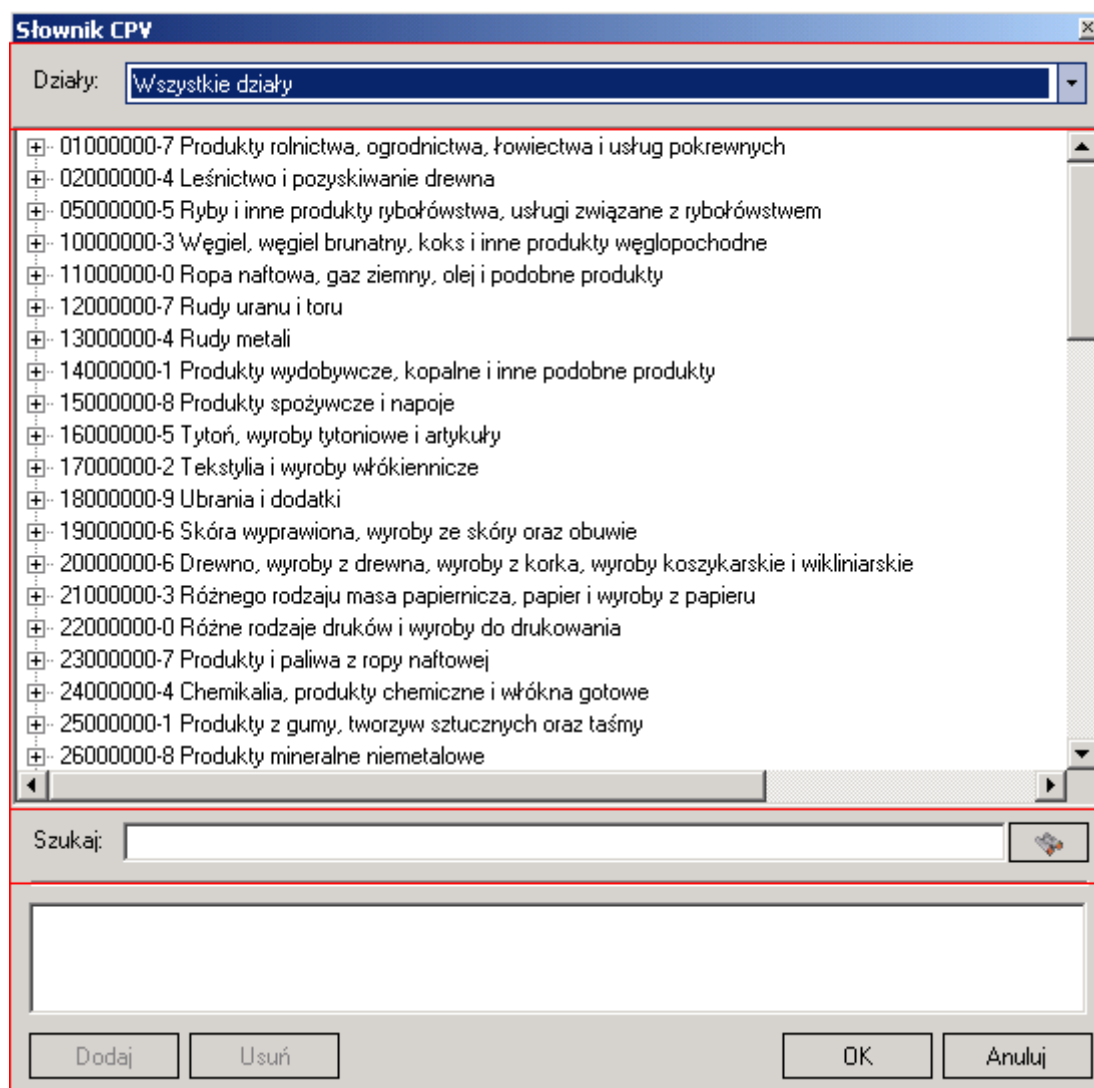 Słownik CPV
Działy: Wszystkie działy
01000000-7 Produkty rolnictwa, ogrodnictwa, łowiectwa i usług pokrewnych
02000000-4 Leśnictwo i pozyskiwanie drewna
05000000-5 Ryby i inne produkty rybołówstwa, usługi związane z rybołówstwem
10000000-3 Węgiel, węgiel brunatny, koks i inne produkty węglopochodne
11000000-0 Ropa naftowa, gaz ziemny, olej i podobne produkty
12000000-7 Rudy uranu i toru
13000000-4 Rudy metali
14000000-1 Produkty wydobywcze, kopalne i inne podobne produkty
15000000-8 Produkty spożywcze i napoje
16000000-5 Tytoń, wyroby tytoniowe i artykuły
17000000-2 Tekstylia i wyroby włókiennicze
18000000-9 Ubrania i dodatki
19000000-6 Skóra wyprawiona, wyroby ze skóry oraz obuwie
20000000-6 Drewno, wyroby z drewna, wyroby z korka, wyroby koszykarskie i wikliniarskie
21000000-3 Różnego rodzaju masa papiernicza, papier i wyroby z papieru
22000000-0 Różne rodzaje druków i wyroby do drukowania
23000000-7 Produkty i paliwa z ropy naftowej
24000000-4 Chemikalia, produkty chemiczne i włókna gotowe
25000000-1 Produkty z gumy, tworzyw sztucznych oraz taśmy
26000000-8 Produkty mineralne niemetalowe
Szukaj:
Dodaj Usuń OK Anuluj